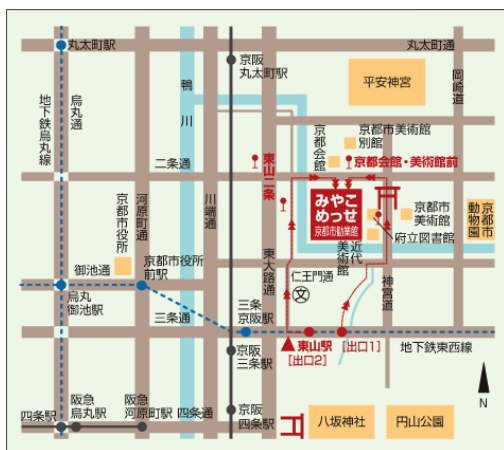 丸太町駅
丸太町通
京阪
丸太町駅
平安神宮
岡崎道
地下鉄烏丸線
烏丸通
鴨川
京都会館
京都市美術館
別館
京都会館・美術館前
二条通
東山二条
みやこ
めっせ
京都市勧業館
京都市
美術館
府立図書館
京都市
動物園
近代
美術館
京都市役所
河原町通
川端通
東大路通
京都市役所
前駅
御池通
仁王門通
文
神宮道
烏丸
御池駅
三条通
三条
京阪駅
東山駅
[出口2]
[出口1]
地下鉄東西線
京阪
三条駅
N
四条駅
阪急
烏丸駅
阪急
河原町駅
四条通
京阪
四条駅
八坂神社
円山公園